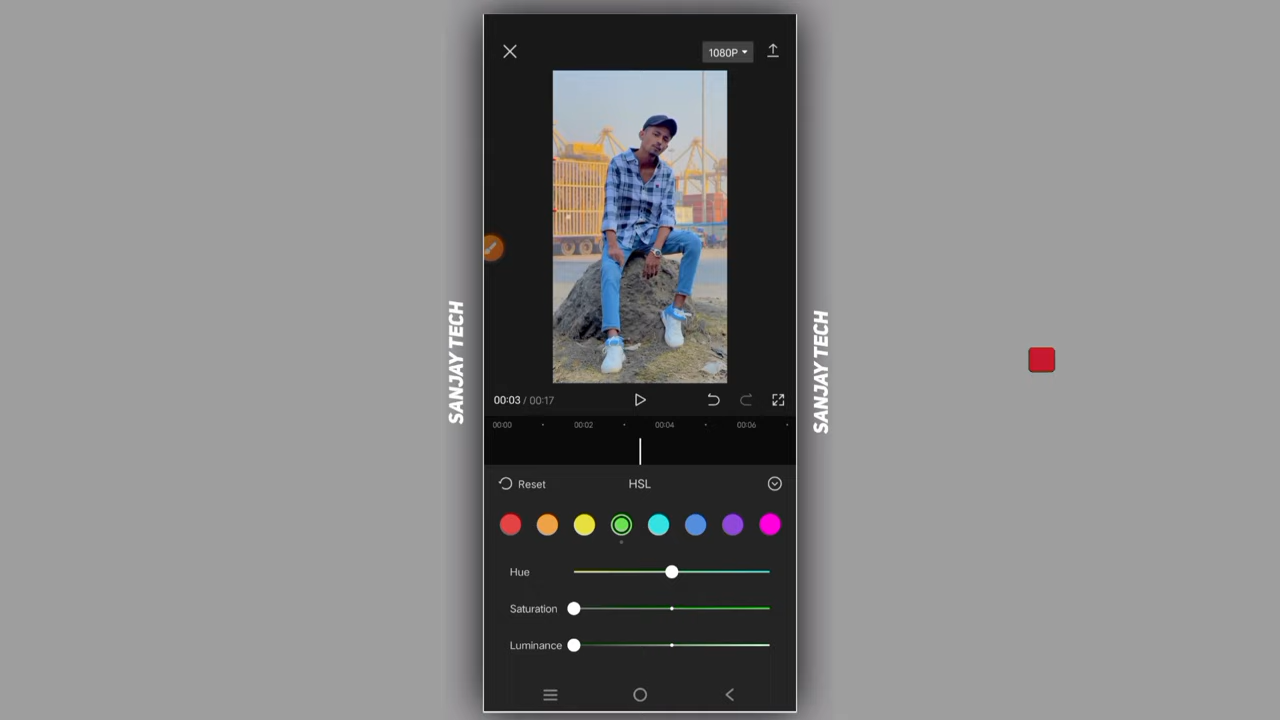 1080P
SANJAY TECH
SANJAY TECH
00:03 / 00:17
00:00
00:02
00:04
00:06
Reset
HSL
Hue
Saturation
Luminance